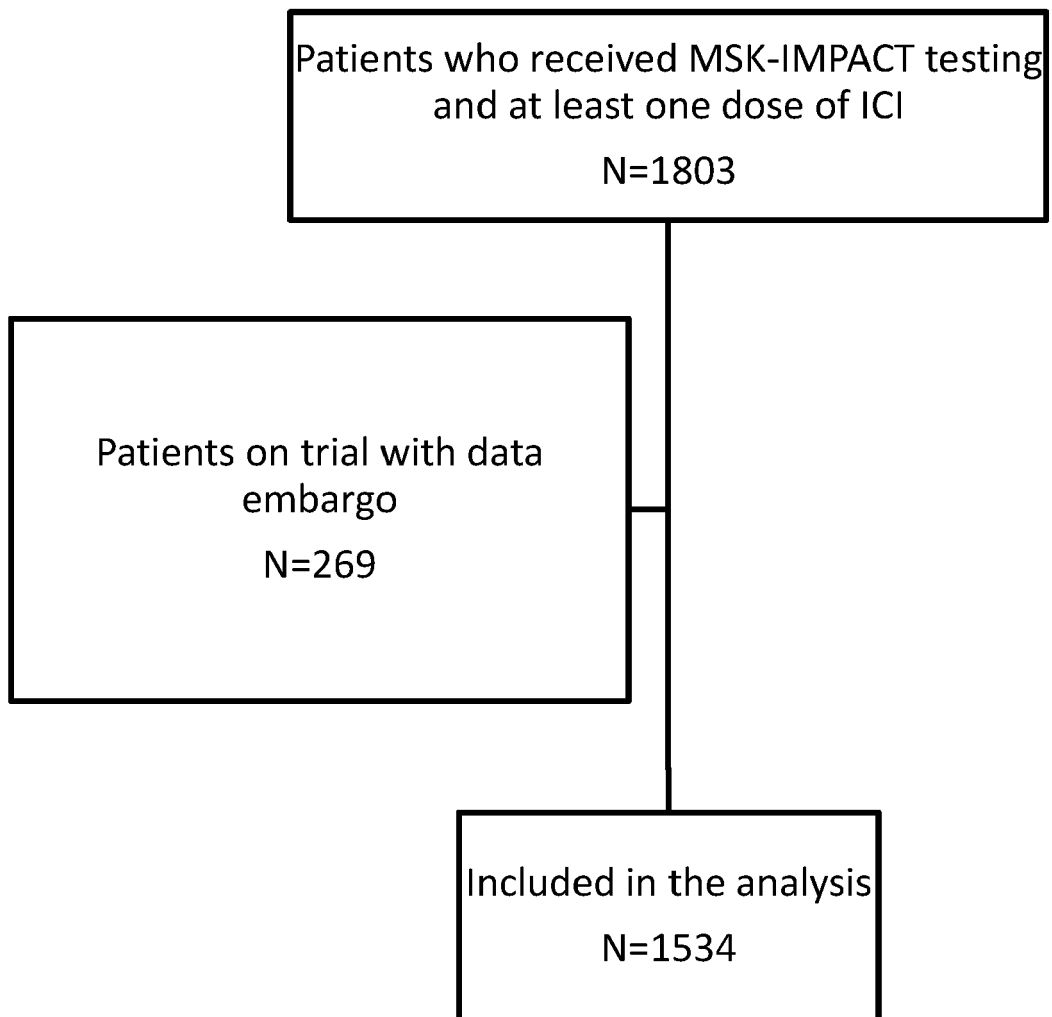 Patients who received MSK-IMPACT testing
and at least one dose of ICI
N=1803
Patients on trial with data
embargo
N=269
Included in the analysis
N=1534